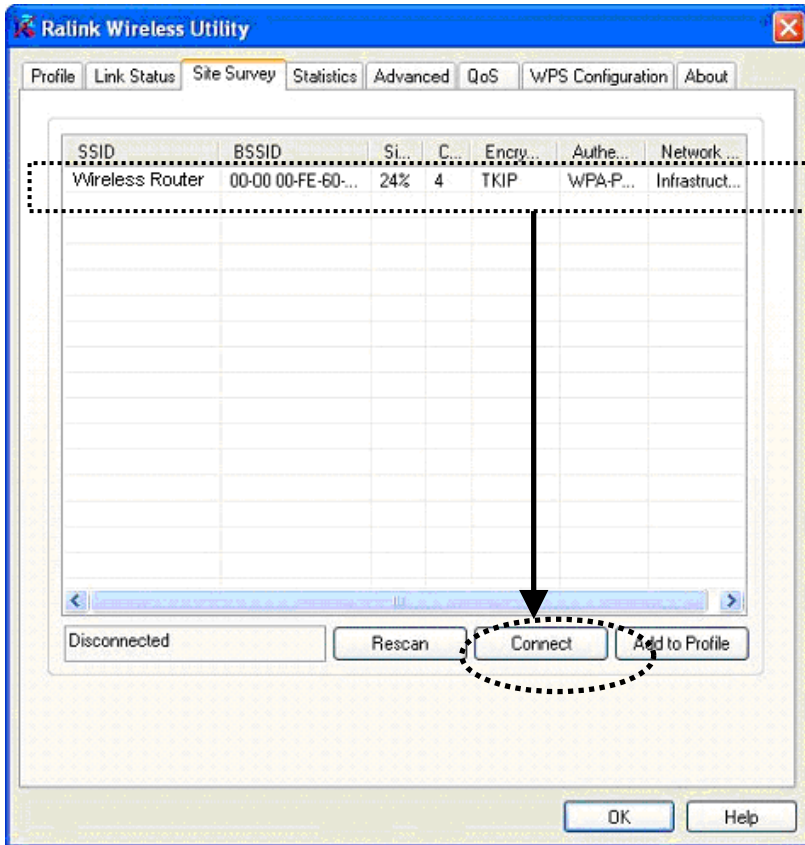 Ralink Wireless Utility
Profile Link Status Site Survey Statistics Advanced QoS WPS Configuration About
SSID BSSID Si... C... Encry... Authe... Network ...
Wireless Router 00-00 00-FE-60-... 24% 4 TKIP WPA-P... Infrastruct...
Disconnected Rescan Connect Add to Profile
OK Help